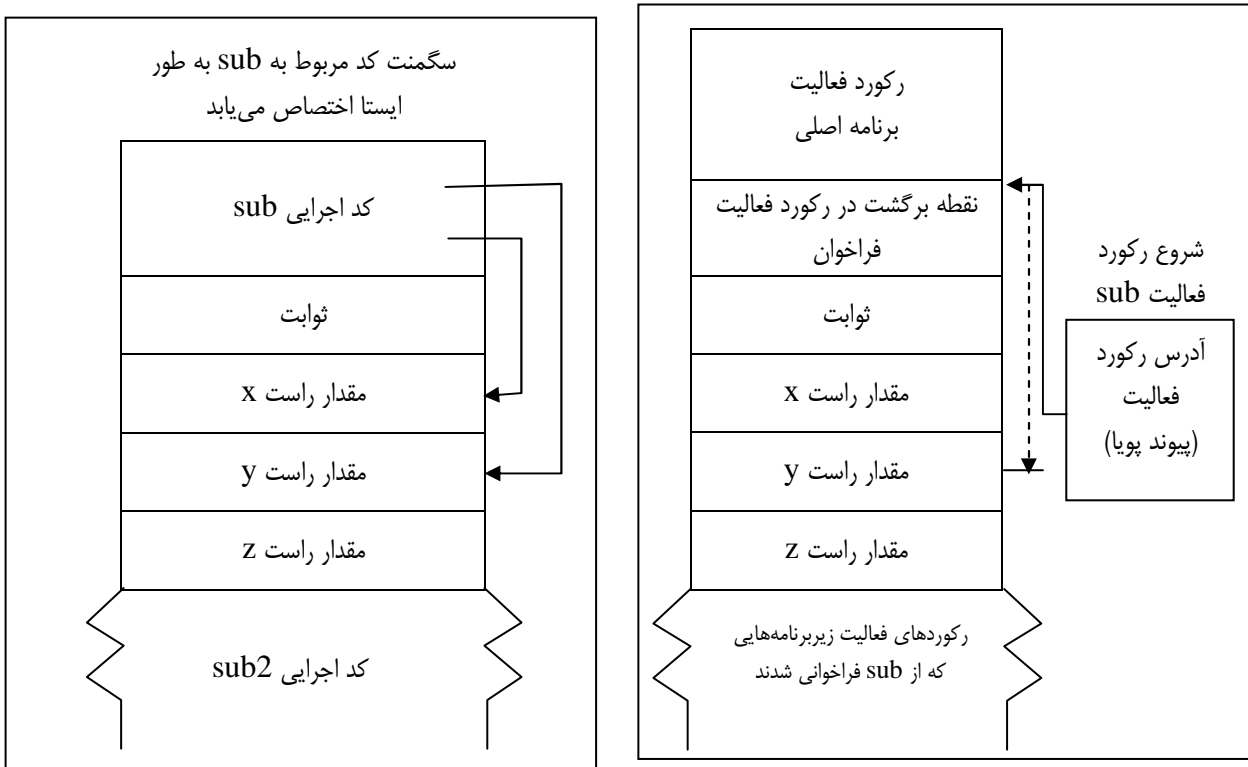 رکورد فعالیت
برنامه اصلی
نقطه برگشت در رکورد فعالیت
فراخوان
ثوابت
مقدار راست x
مقدار راست y
مقدار راست z
رکوردهای فعالیت زیربرنامه‌هایی
که از sub فراخوانی شدند
شروع رکورد
فعالیت sub
آدرس رکورد
فعالیت
(پیوند پویا)
سگمنت کد مربوط به sub به طور
ایستا اختصاص می‌یابد
کد اجرایی sub
ثوابت
مقدار راست x
مقدار راست y
مقدار راست z
کد اجرایی sub2